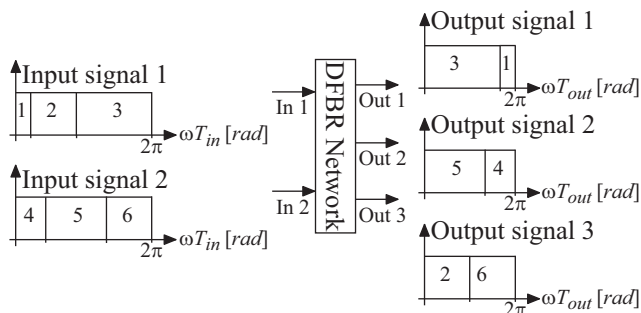 Input signal 1
1 2 3
2π
ωT_in [rad]
Input signal 2
4 5 6
2π
ωT_in [rad]
In 1
In 2
DFBR Network
Out 1
Out 2
Out 3
Output signal 1
3 1
2π
ωT_out [rad]
Output signal 2
5 4
2π
ωT_out [rad]
Output signal 3
2 6
2π
ωT_out [rad]